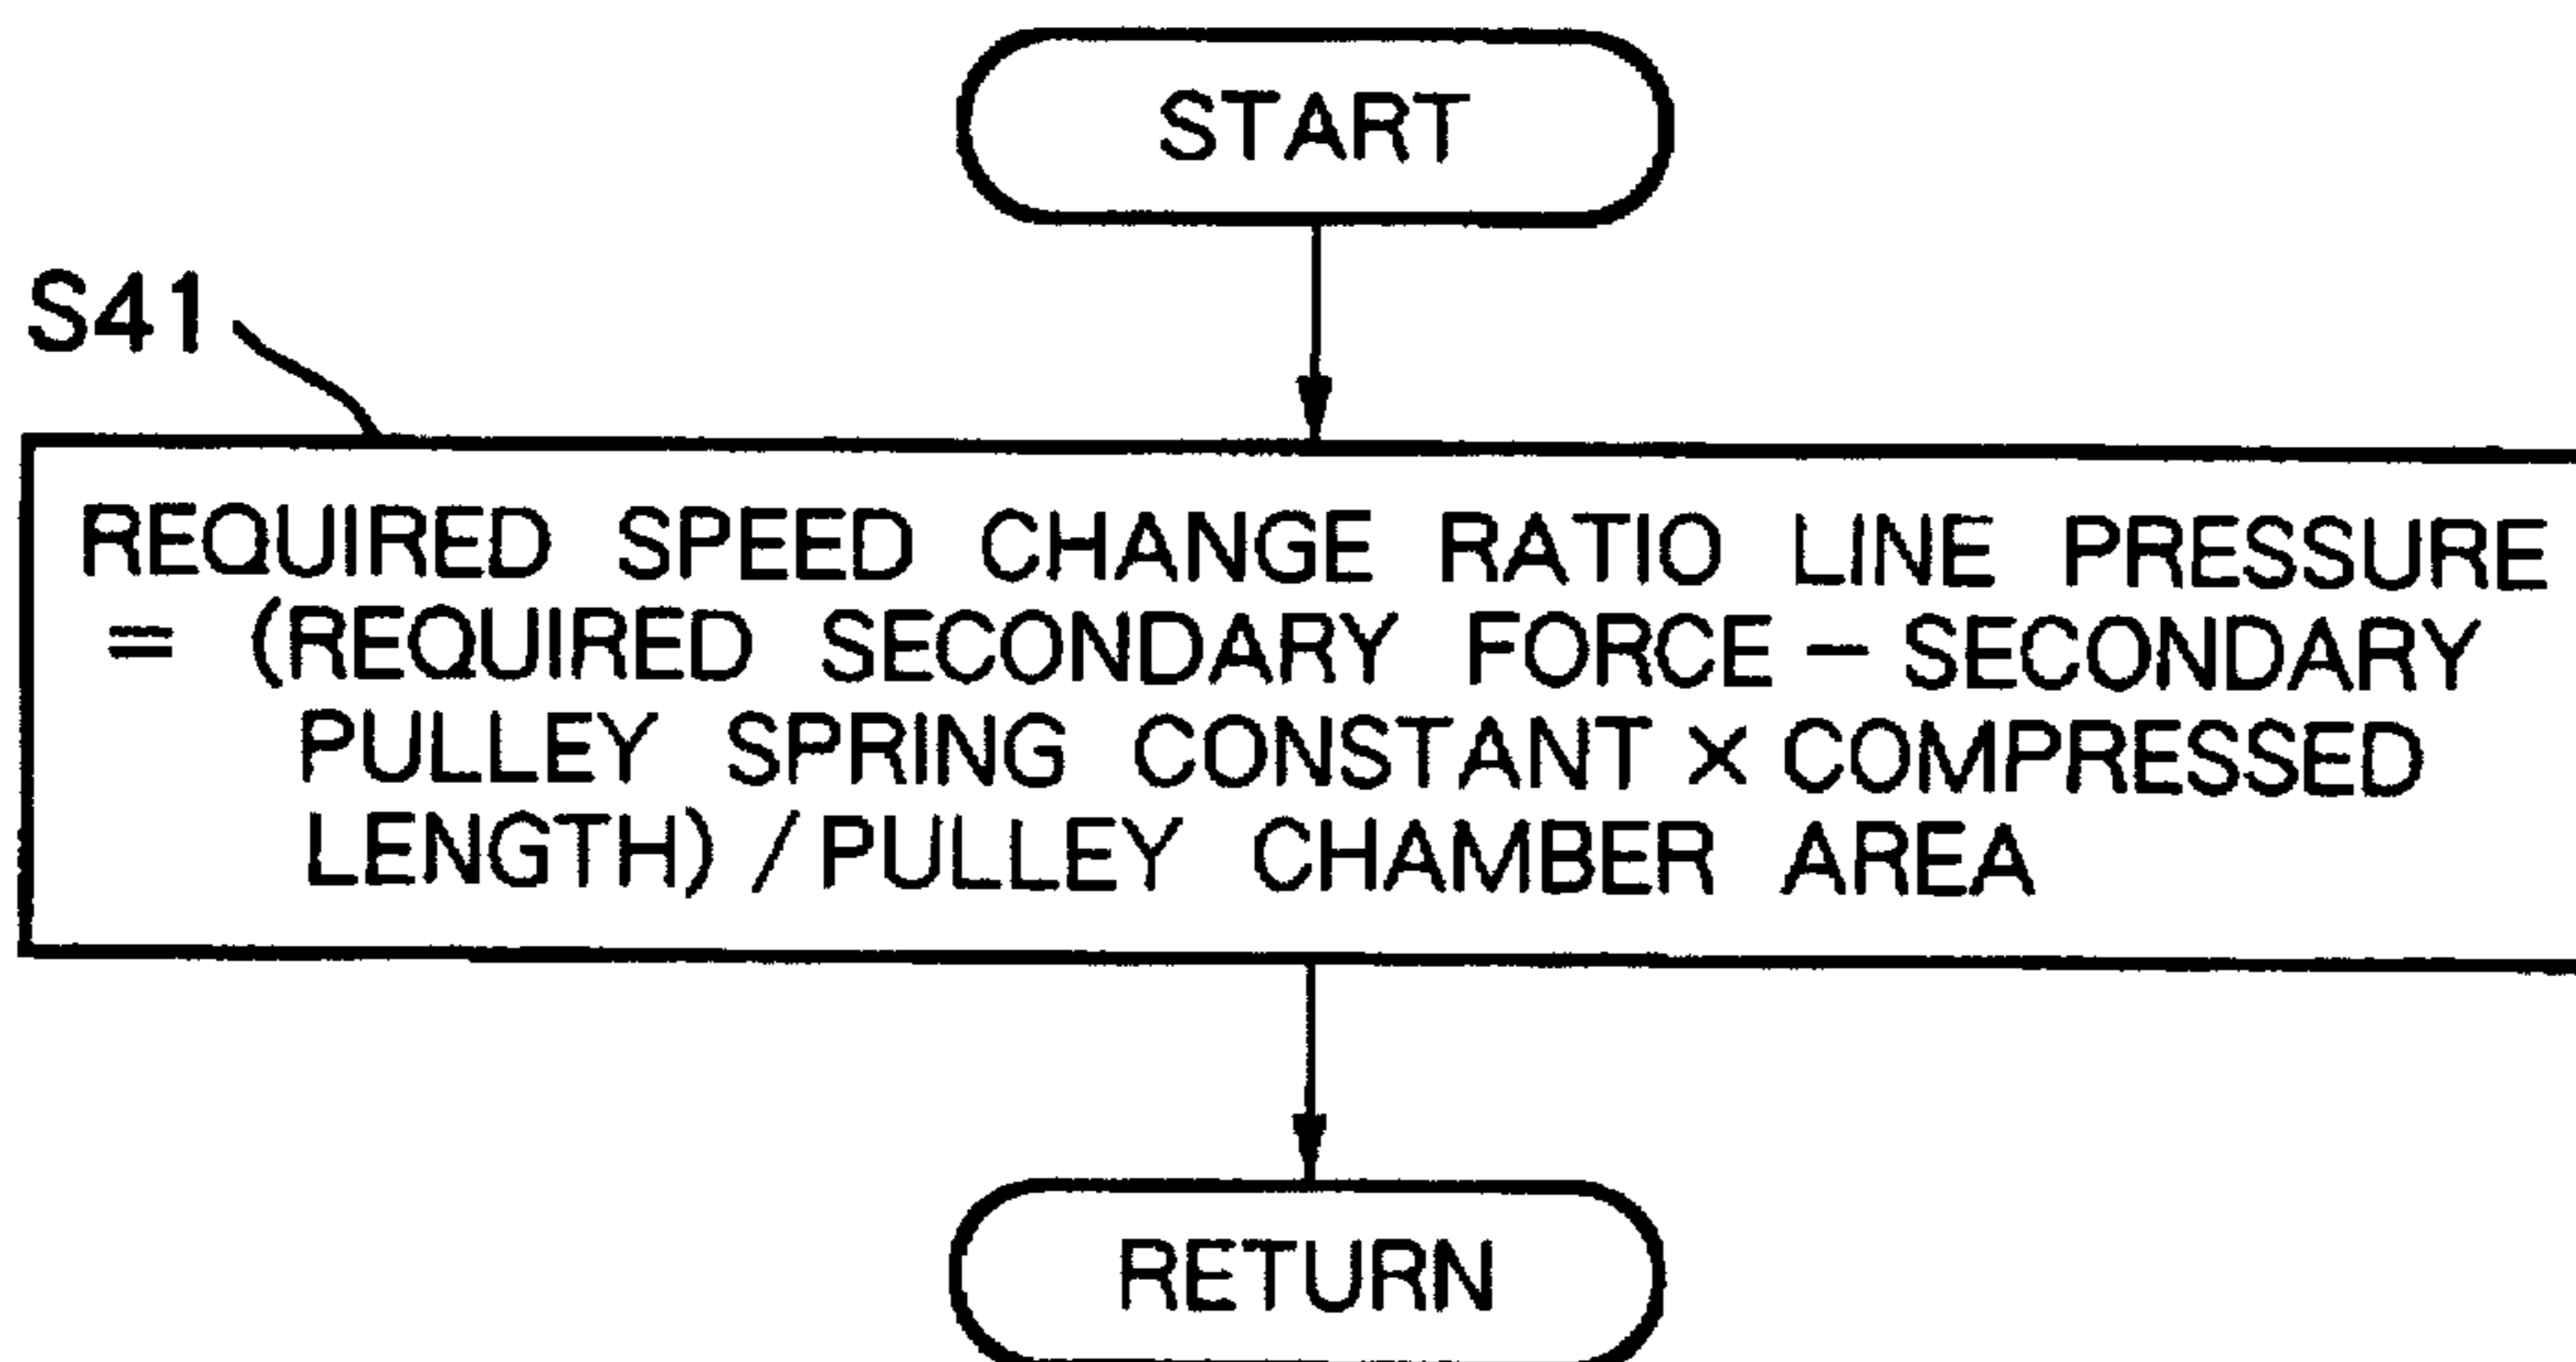 START
S41
REQUIRED SPEED CHANGE RATIO LINE PRESSURE
= (REQUIRED SECONDARY FORCE – SECONDARY
PULLEY SPRING CONSTANT × COMPRESSED
LENGTH) / PULLEY CHAMBER AREA
RETURN